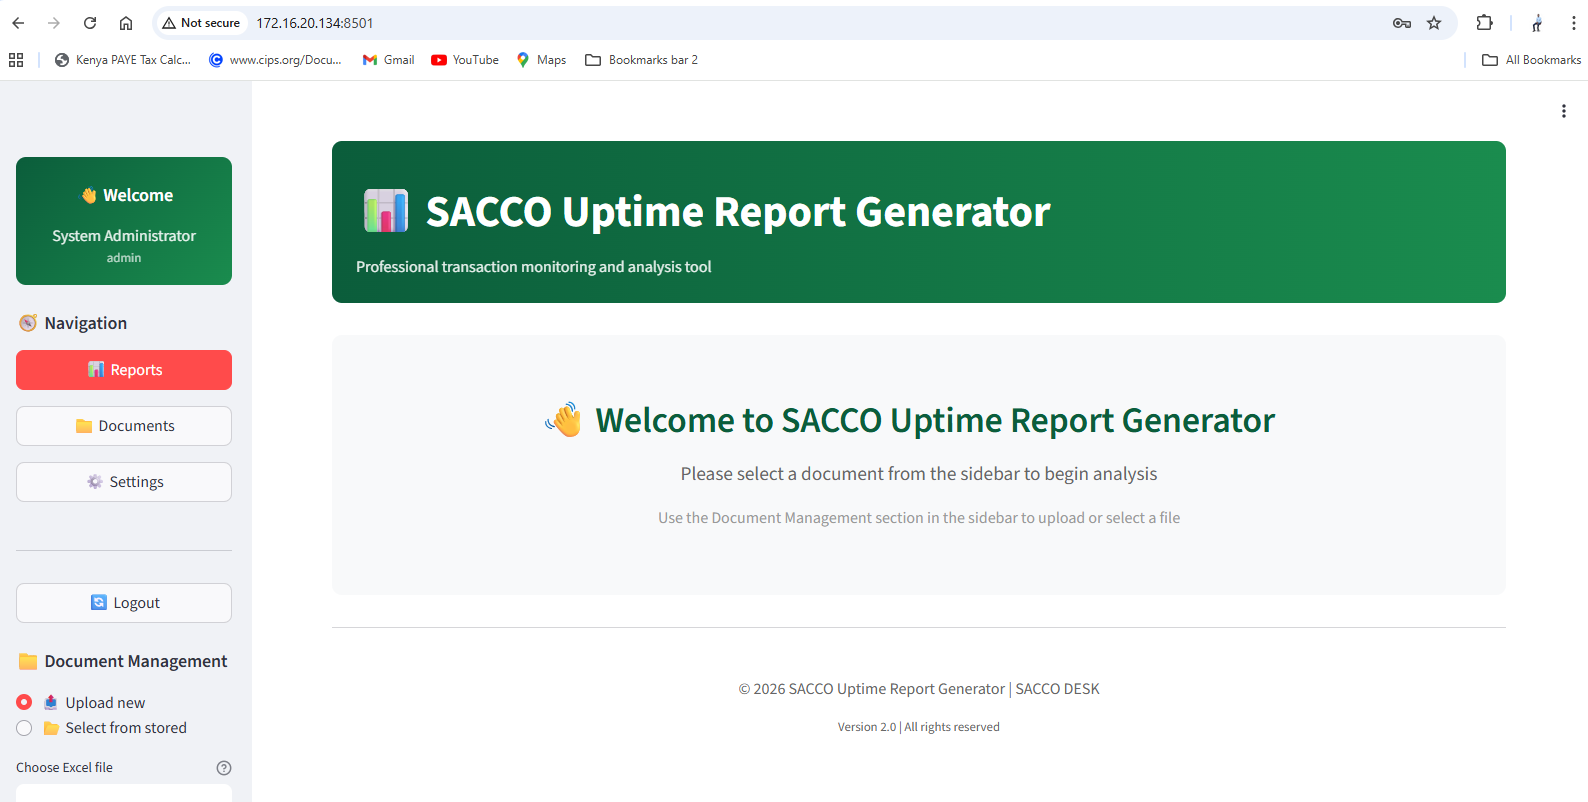 Not secure
172.16.20.134:8501
Kenya PAYE Tax Calc...
www.cips.org/Docu...
Gmail
YouTube
Maps
Bookmarks bar 2
All Bookmarks
👋 Welcome
System Administrator
admin
Navigation
Reports
Documents
Settings
Logout
Document Management
Upload new
Select from stored
Choose Excel file
SACCO Uptime Report Generator
Professional transaction monitoring and analysis tool
Welcome to SACCO Uptime Report Generator
Please select a document from the sidebar to begin analysis
Use the Document Management section in the sidebar to upload or select a file
© 2026 SACCO Uptime Report Generator | SACCO DESK
Version 2.0 | All rights reserved